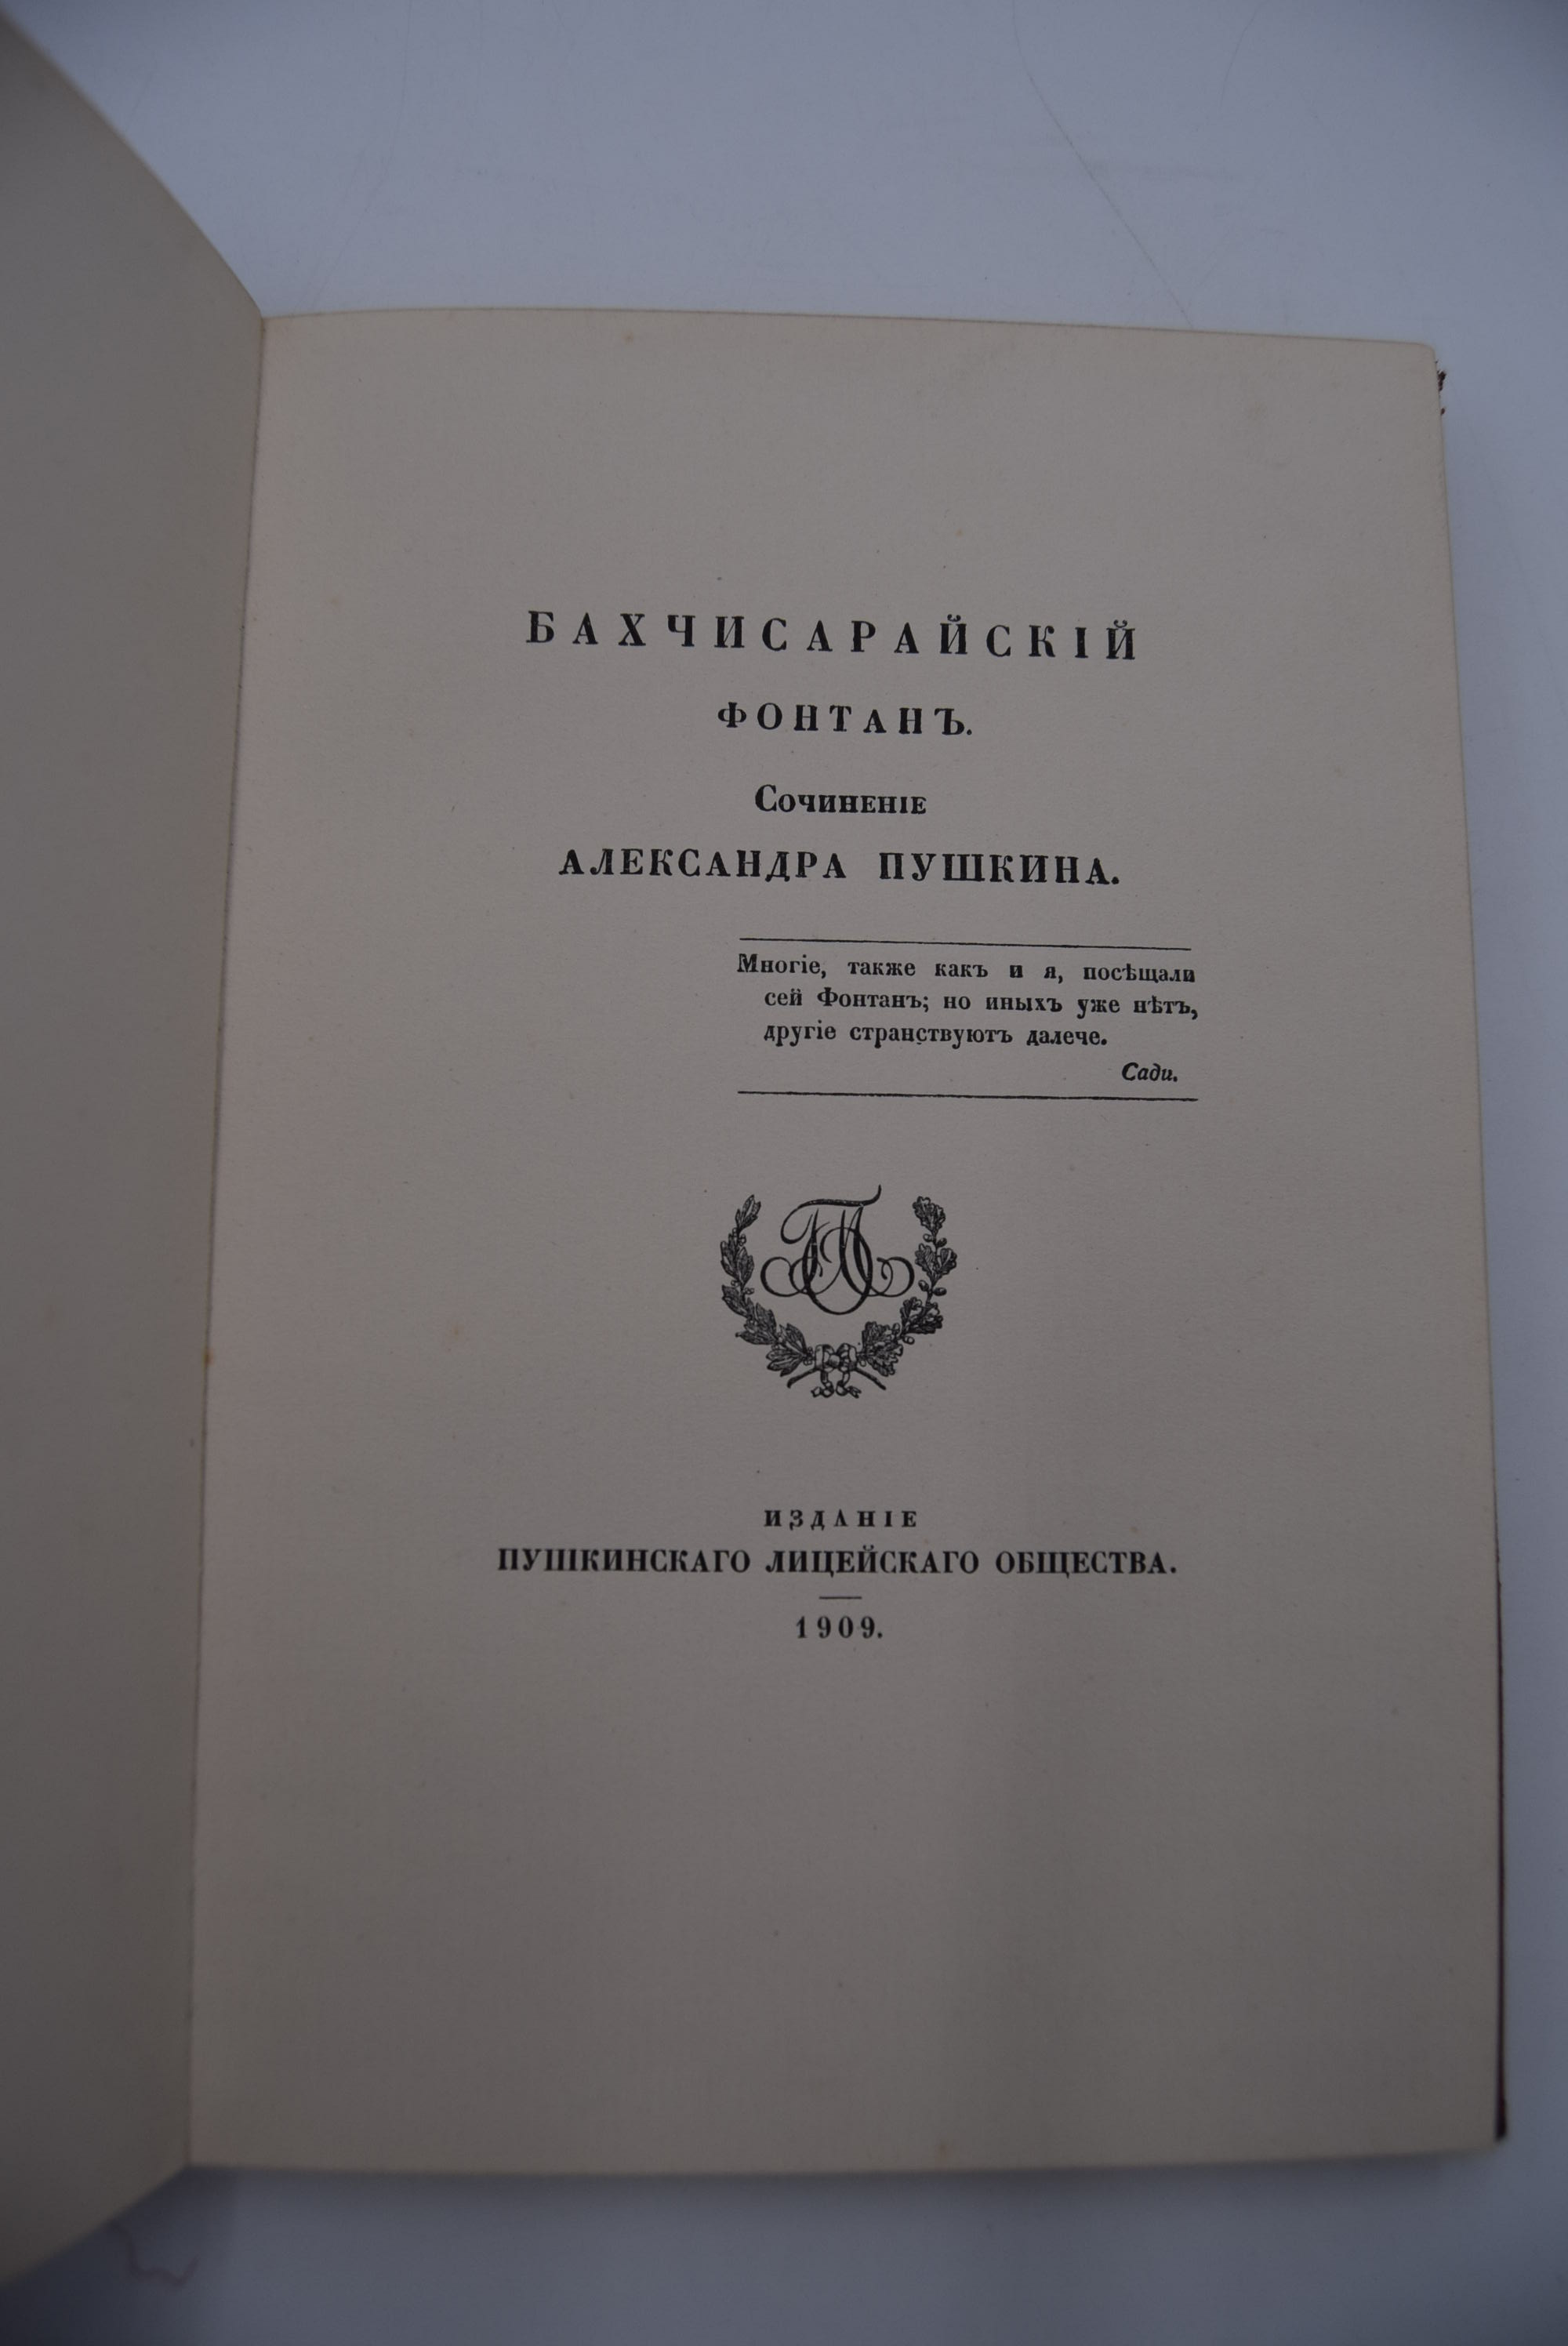 БАХЧИСАРАЙСКІЙ
ФОНТАНЪ.
Сочиненіе
АЛЕКСАНДРА ПУШКИНА.
Многіе, также какъ и я, посѣщали
сей Фонтанъ; но иныхъ уже нѣтъ,
другіе странствуютъ далече.
Сади.
ИЗДАНІЕ
ПУШКИНСКАГО ЛИЦЕЙСКАГО ОБЩЕСТВА.
1909.